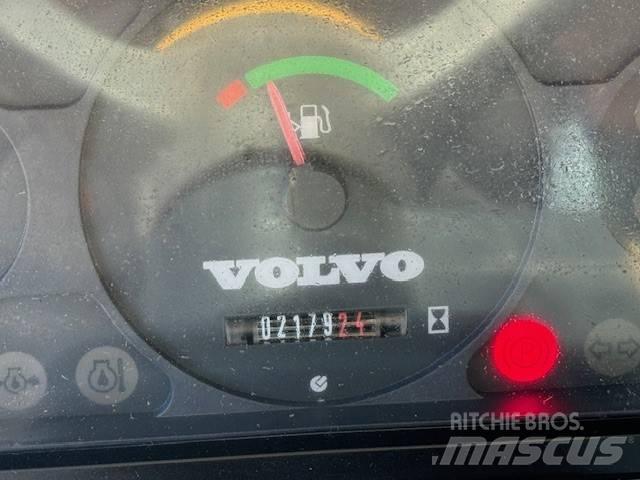 VOLVO
0217924
P
RITCHIE BROS.
MASCUS